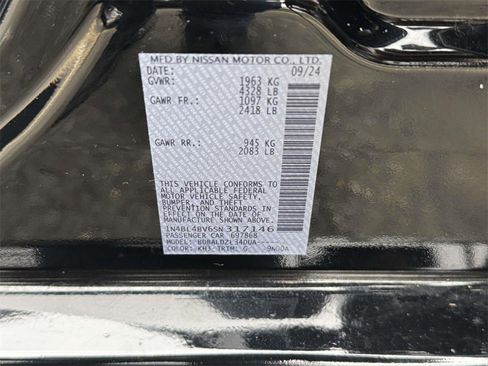 MFD BY NISSAN MOTOR CO., LTD.
DATE: 09/24
GVWR: 1963 KG
4328 LB
GAWR FR.: 1097 KG
2418 LB
GAWR RR.: 945 KG
2083 LB
THIS VEHICLE CONFORMS TO
ALL APPLICABLE FEDERAL
MOTOR VEHICLE SAFETY,
BUMPER, AND THEFT
PREVENTION STANDARDS
IN EFFECT ON THE DATE OF
MANUFACTURE SHOWN ABOVE.
1N4BL4BV6SN317146
PASSENGER CAR 697868
MODEL:
COLOR: KH3 TRIM: G